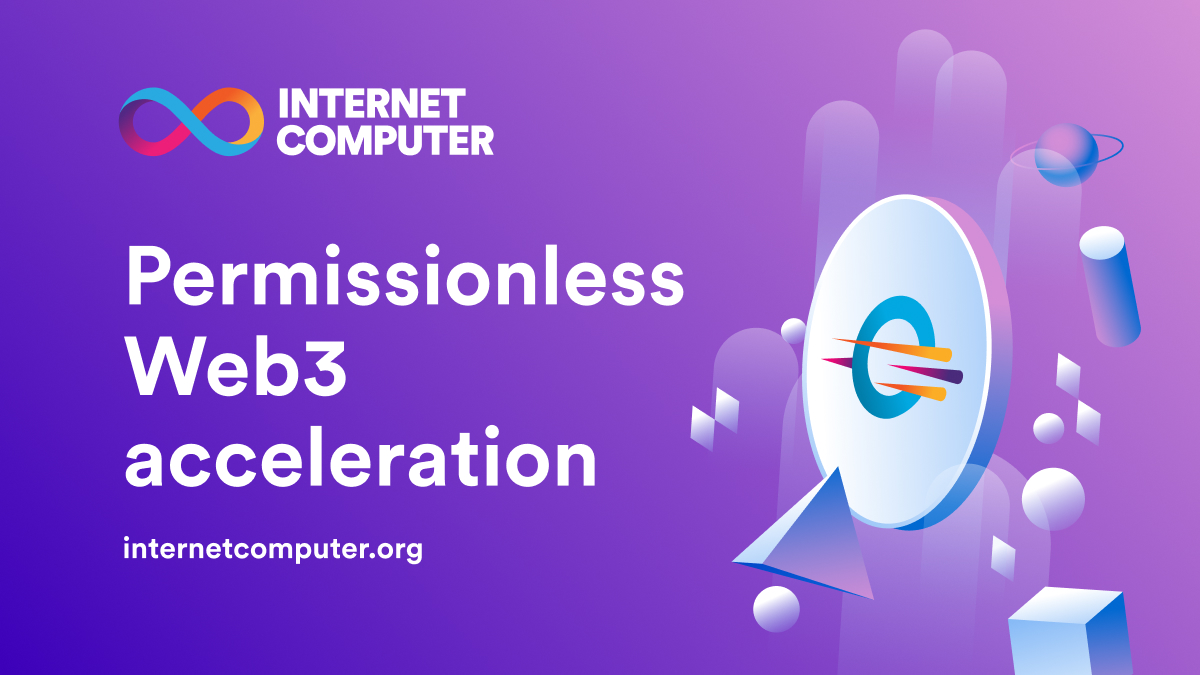 INTERNET
COMPUTER
Permissionless
Web3
acceleration
internetcomputer.org